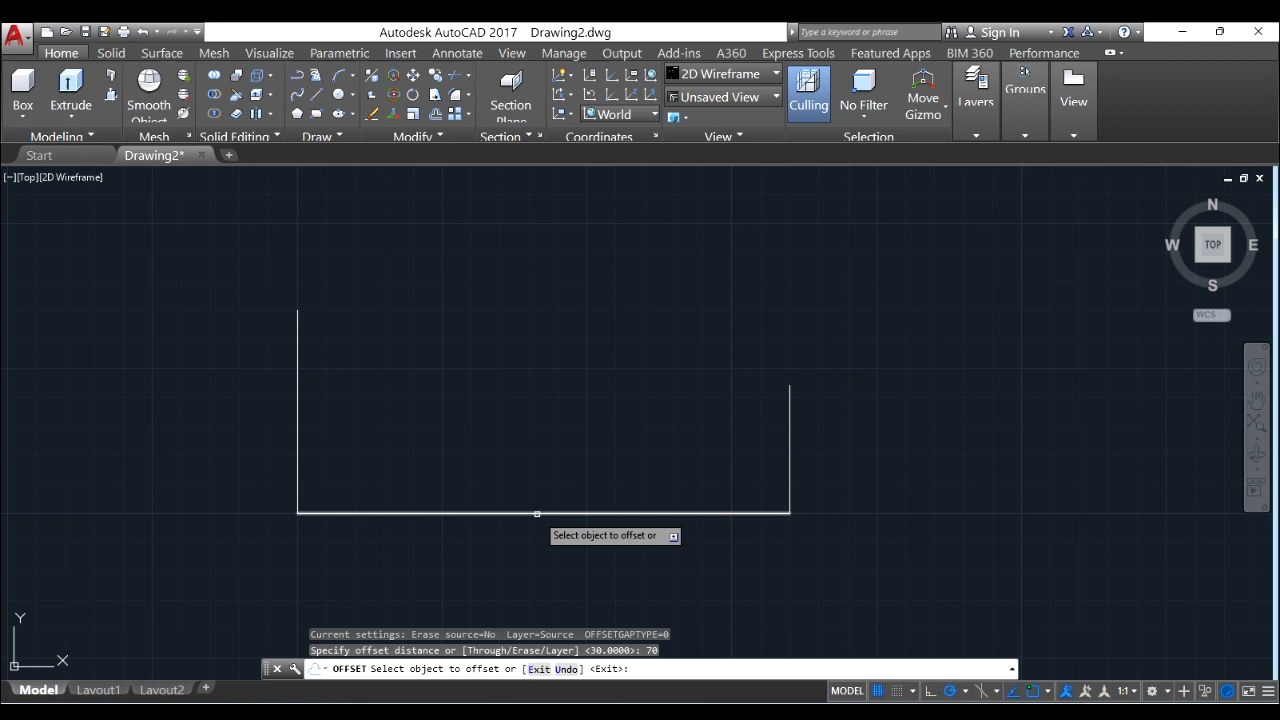 Autodesk AutoCAD 2017 Drawing2.dwg
Type a keyword or phrase
Sign In
Home Solid Surface Mesh Visualize Parametric Insert Annotate View Manage Output Add-ins A360 Express Tools Featured Apps BIM 360 Performance
2D Wireframe
Unsaved View
World
Box Extrude Smooth Object Section Plane Culling No Filter Move Gizmo Layers Groups View
Modeling Mesh Solid Editing Draw Modify Section Coordinates View Selection
Start Drawing2*
[−][Top][2D Wireframe]
N
W TOP E
S
WCS
Select object to offset or
Y
X
Current settings: Erase source=No Layer=Source OFFSETGAPTYPE=0
Specify offset distance or [Through/Erase/Layer] <30.0000>: 70
OFFSET Select object to offset or [Exit Undo] <Exit>:
Model Layout1 Layout2 +
MODEL 1:1